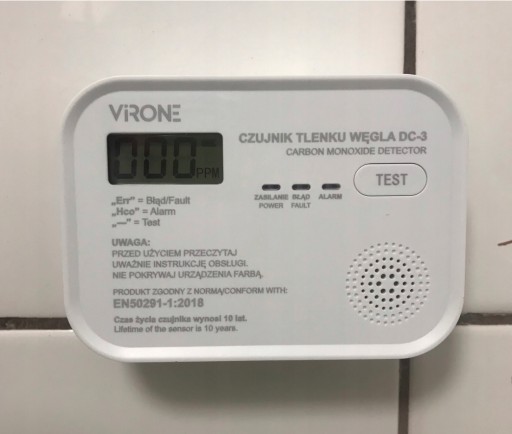 ViRONE
CZUJNIK TLENKU WĘGLA DC-3
CARBON MONOXIDE DETECTOR
000 PPM
ZASILANIE BŁĄD ALARM
POWER FAULT
TEST
„Err” = Błąd/Fault
„Hco” = Alarm
„---” = Test
UWAGA:
PRZED UŻYCIEM PRZECZYTAJ
UWAŻNIE INSTRUKCJĘ OBSŁUGI.
NIE POKRYWAJ URZĄDZENIA FARBĄ.
PRODUKT ZGODNY Z NORMĄ/CONFORM WITH:
EN50291-1:2018
Czas życia czujnika wynosi 10 lat.
Lifetime of the sensor is 10 years.